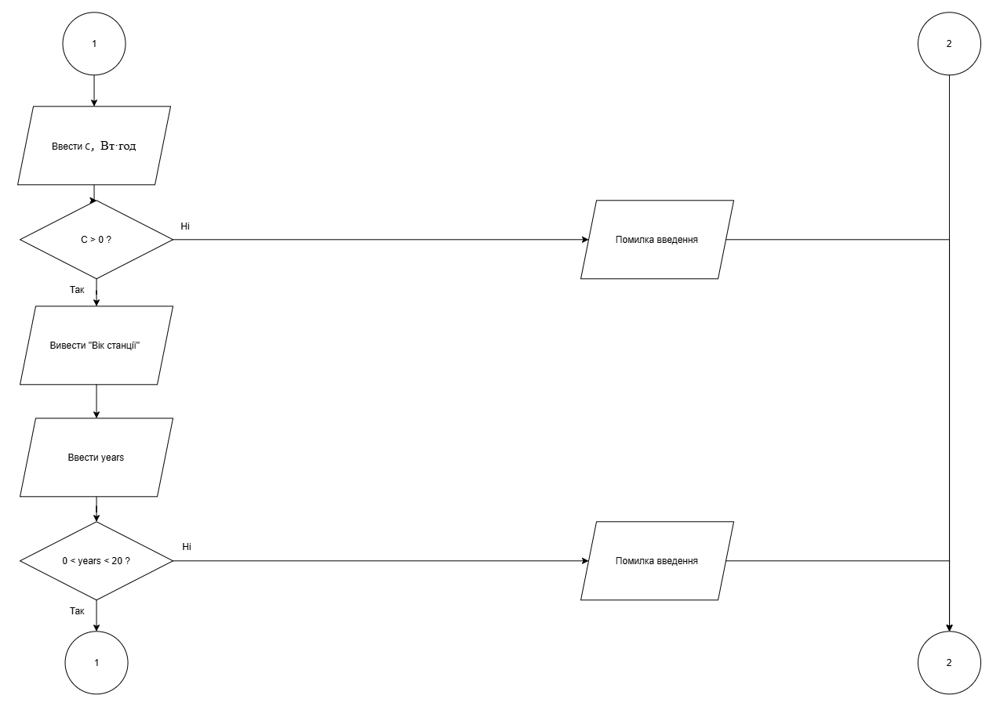 1
2
Ввести C, Вт·год
C > 0 ?
Ні
Помилка введення
Так
Вивести "Вік станції"
Ввести years
0 < years < 20 ?
Ні
Помилка введення
Так
1
2